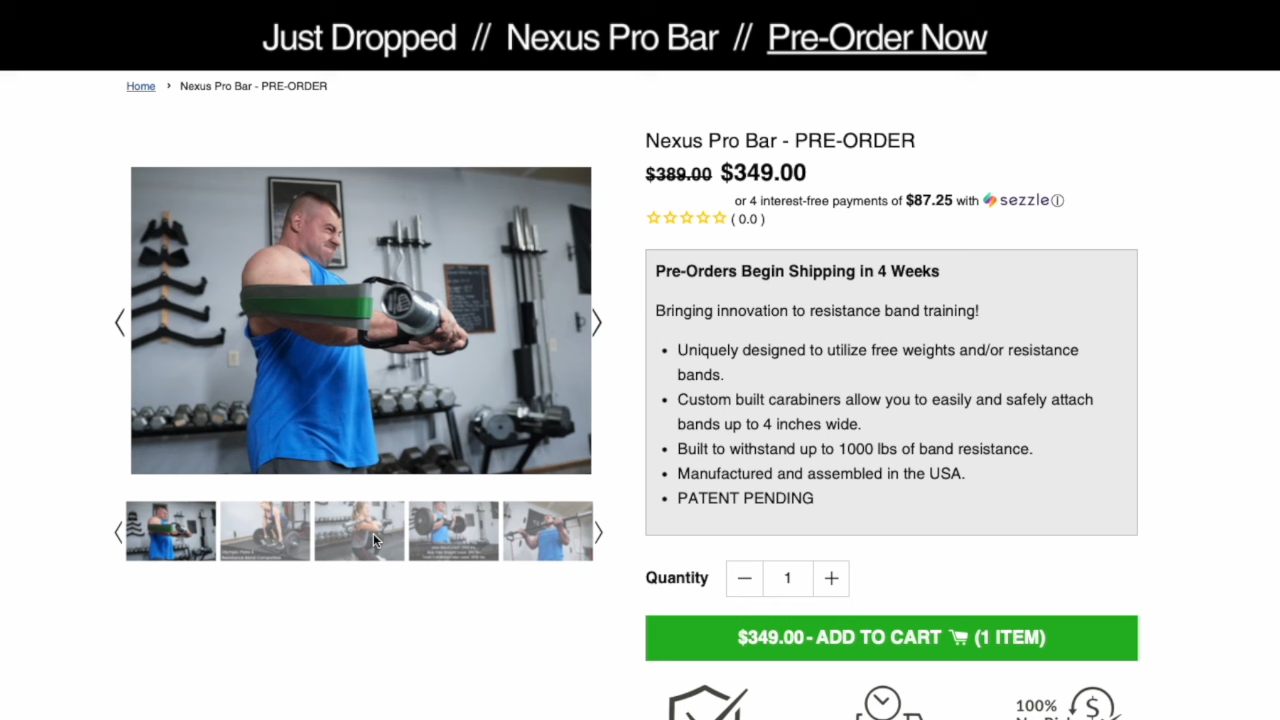 Just Dropped // Nexus Pro Bar // Pre-Order Now
Home › Nexus Pro Bar - PRE-ORDER
Nexus Pro Bar - PRE-ORDER
$389.00 $349.00
or 4 interest-free payments of $87.25 with sezzle
( 0.0 )
Pre-Orders Begin Shipping in 4 Weeks
Bringing innovation to resistance band training!
• Uniquely designed to utilize free weights and/or resistance
bands.
• Custom built carabiners allow you to easily and safely attach
bands up to 4 inches wide.
• Built to withstand up to 1000 lbs of band resistance.
• Manufactured and assembled in the USA.
• PATENT PENDING
Quantity — 1 +
$349.00 - ADD TO CART (1 ITEM)
100%